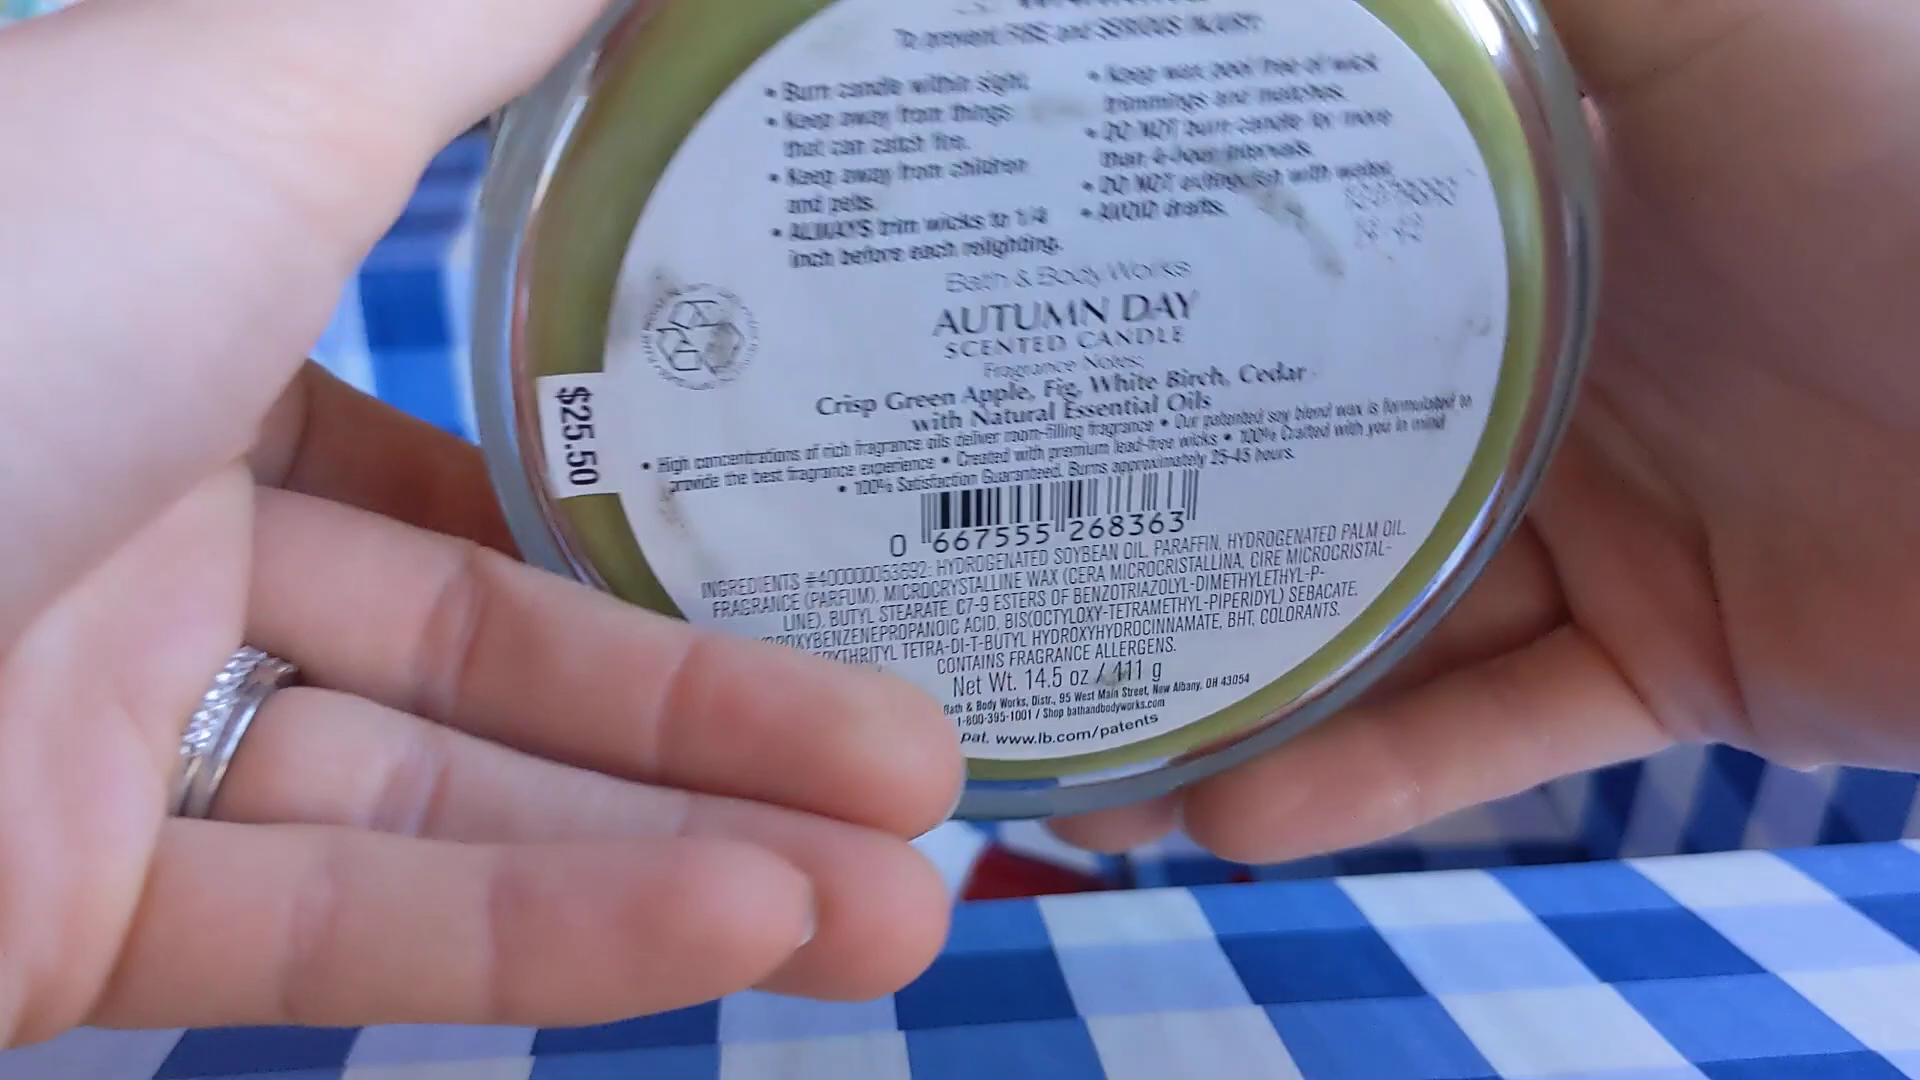 To prevent FIRE and SERIOUS INJURY:
• Burn candle within sight.
• Keep away from things
that can catch fire.
• Keep away from children
and pets.
• ALWAYS trim wicks to 1/4
inch before each relighting.
• Keep wax pool free of wick
trimmings and matches.
• DO NOT burn candle for more
than 4-hour intervals.
• DO NOT extinguish with water.
• AVOID drafts.
Bath & Body Works
AUTUMN DAY
SCENTED CANDLE
Fragrance Notes:
Crisp Green Apple, Fig, White Birch, Cedar
with Natural Essential Oils
• High concentrations of rich fragrance oils deliver room-filling fragrance • Our patented soy blend wax is formulated to
provide the best fragrance experience • Created with premium lead-free wicks • 100% Crafted with you in mind
• 100% Satisfaction Guaranteed. Burns approximately 25-45 hours.
$25.50
0 667555 268363
INGREDIENTS #400000053692: HYDROGENATED SOYBEAN OIL, PARAFFIN, HYDROGENATED PALM OIL,
FRAGRANCE (PARFUM), MICROCRYSTALLINE WAX (CERA MICROCRISTALLINA, CIRE MICROCRISTAL-
LINE), BUTYL STEARATE, C7-9 ESTERS OF BENZOTRIAZOLYL-DIMETHYLETHYL-P-
ROXYBENZENEPROPANOIC ACID, BIS(OCTYLOXY-TETRAMETHYL-PIPERIDYL) SEBACATE,
RYTHRITYL TETRA-DI-T-BUTYL HYDROXYHYDROCINNAMATE, BHT, COLORANTS.
CONTAINS FRAGRANCE ALLERGENS.
Net Wt. 14.5 oz / 411 g
Bath & Body Works, Distr., 95 West Main Street, New Albany, OH 43054
1-800-395-1001 / Shop bathandbodyworks.com
pat. www.lb.com/patents